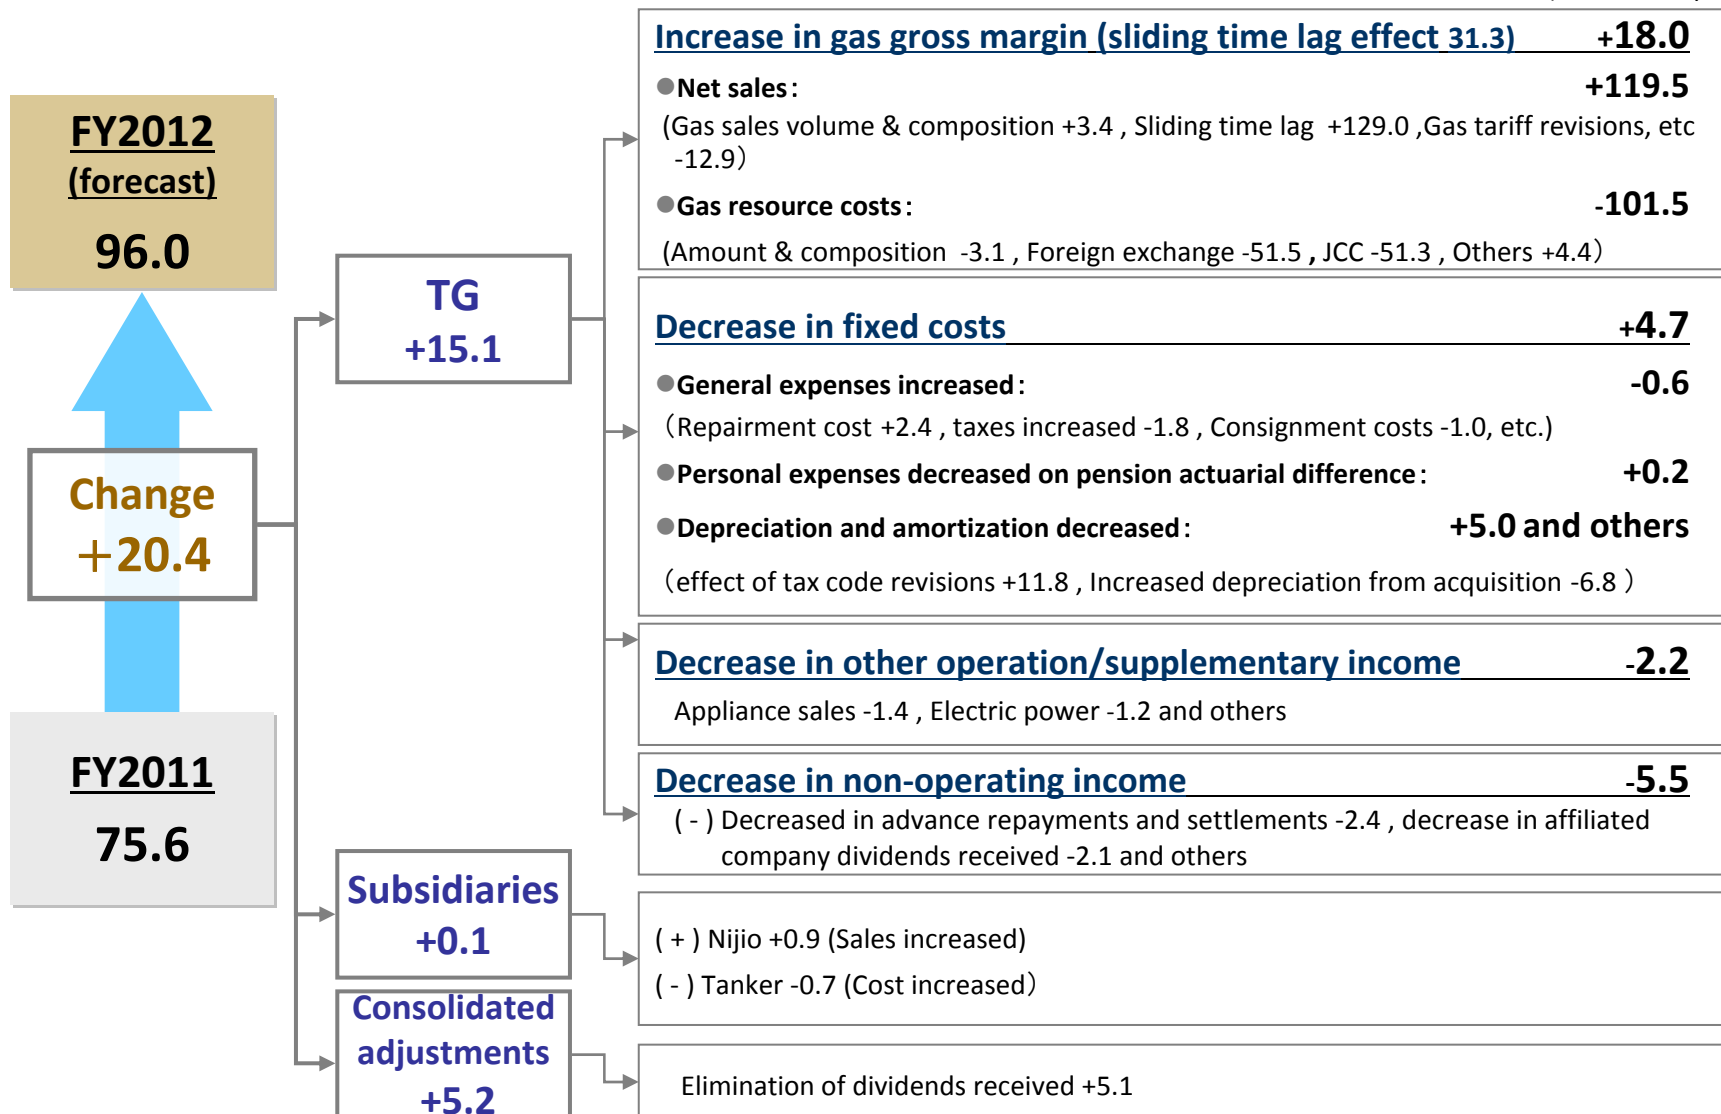 FY2012
(forecast)
96.0
Change
＋20.4
FY2011
75.6
TG
+15.1
Subsidiaries
+0.1
Consolidated
adjustments
+5.2
Increase in gas gross margin (sliding time lag effect 31.3) +18.0
●Net sales： +119.5
(Gas sales volume & composition +3.4 , Sliding time lag +129.0 ,Gas tariff revisions, etc
-12.9）
●Gas resource costs： -101.5
(Amount & composition -3.1 , Foreign exchange -51.5 , JCC -51.3 , Others +4.4）
Decrease in fixed costs +4.7
●General expenses increased： -0.6
（Repairment cost +2.4 , taxes increased -1.8 , Consignment costs -1.0, etc.)
●Personal expenses decreased on pension actuarial difference： +0.2
●Depreciation and amortization decreased： +5.0 and others
（effect of tax code revisions +11.8 , Increased depreciation from acquisition -6.8 ）
Decrease in other operation/supplementary income -2.2
Appliance sales -1.4 , Electric power -1.2 and others
Decrease in non-operating income -5.5
( - ) Decreased in advance repayments and settlements -2.4 , decrease in affiliated
company dividends received -2.1 and others
( + ) Nijio +0.9 (Sales increased)
( - ) Tanker -0.7 (Cost increased）
Elimination of dividends received +5.1